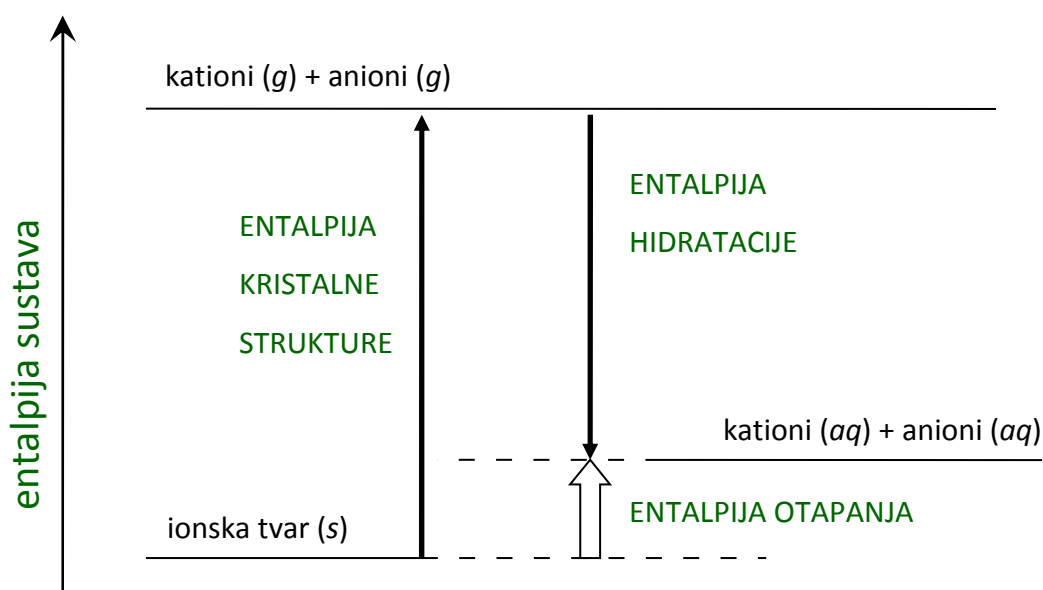 kationi (g) + anioni (g)
ENTALPIJA
KRISTALNE
STRUKTURE
ENTALPIJA
HIDRATACIJE
entalpija sustava
kationi (aq) + anioni (aq)
ionska tvar (s)
ENTALPIJA OTAPANJA